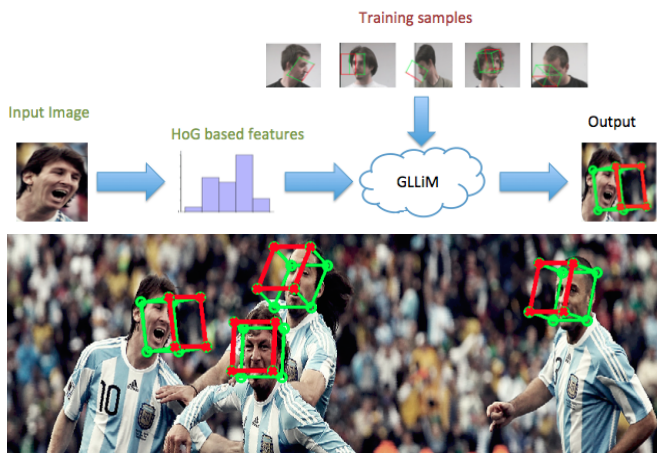 Training samples
Input Image
HoG based features
Output
GLLiM
10